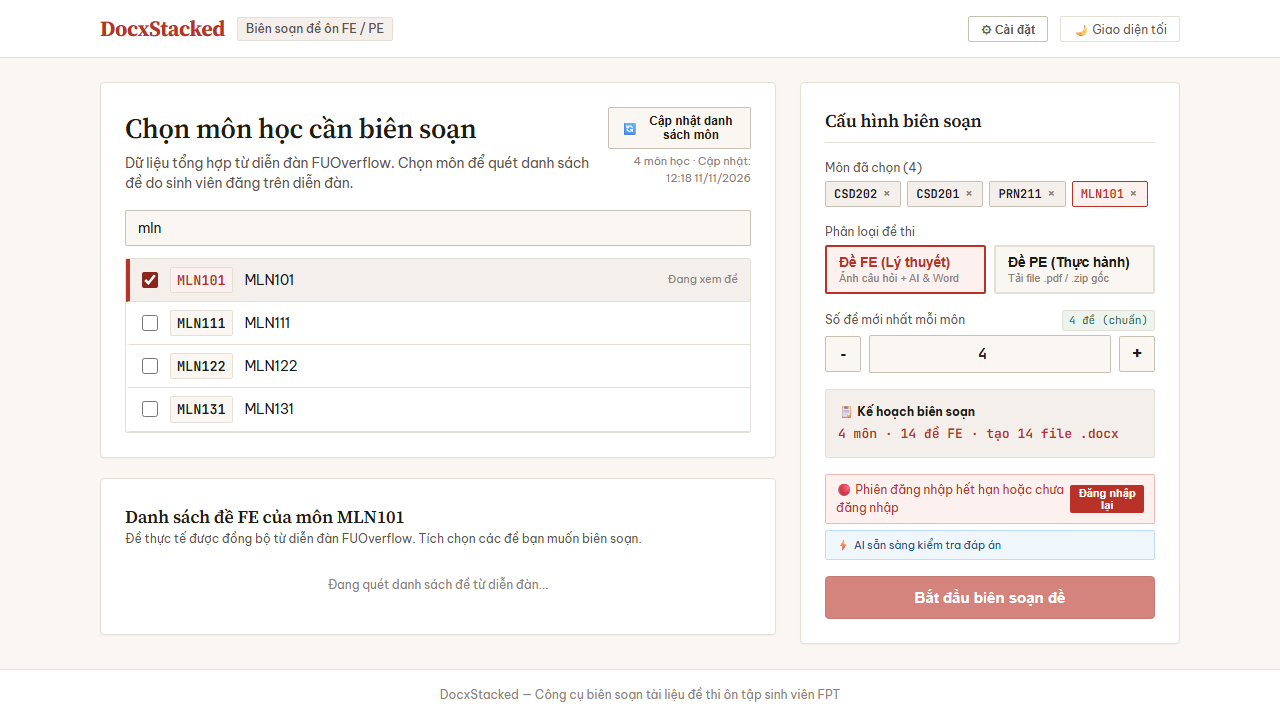 DocxStacked
Biên soạn đề ôn FE / PE
⚙ Cài đặt
🌙 Giao diện tối
Chọn môn học cần biên soạn
🔄 Cập nhật danh
sách môn
Dữ liệu tổng hợp từ diễn đàn FUOverflow. Chọn môn để quét danh sách
đề do sinh viên đăng trên diễn đàn.
4 môn học · Cập nhật:
12:18 11/11/2026
mln
MLN101 MLN101 Đang xem đề
MLN111 MLN111
MLN122 MLN122
MLN131 MLN131
Danh sách đề FE của môn MLN101
Đề thực tế được đồng bộ từ diễn đàn FUOverflow. Tích chọn các đề bạn muốn biên soạn.
Đang quét danh sách đề từ diễn đàn...
Cấu hình biên soạn
Môn đã chọn (4)
CSD202 × CSD201 × PRN211 × MLN101 ×
Phân loại đề thi
Đề FE (Lý thuyết)
Ảnh câu hỏi + AI & Word
Đề PE (Thực hành)
Tải file .pdf / .zip gốc
Số đề mới nhất mỗi môn
4 đề (chuẩn)
- 4 +
📋 Kế hoạch biên soạn
4 môn · 14 đề FE · tạo 14 file .docx
🔴 Phiên đăng nhập hết hạn hoặc chưa
đăng nhập
Đăng nhập
lại
⚡ AI sẵn sàng kiểm tra đáp án
Bắt đầu biên soạn đề
DocxStacked — Công cụ biên soạn tài liệu đề thi ôn tập sinh viên FPT